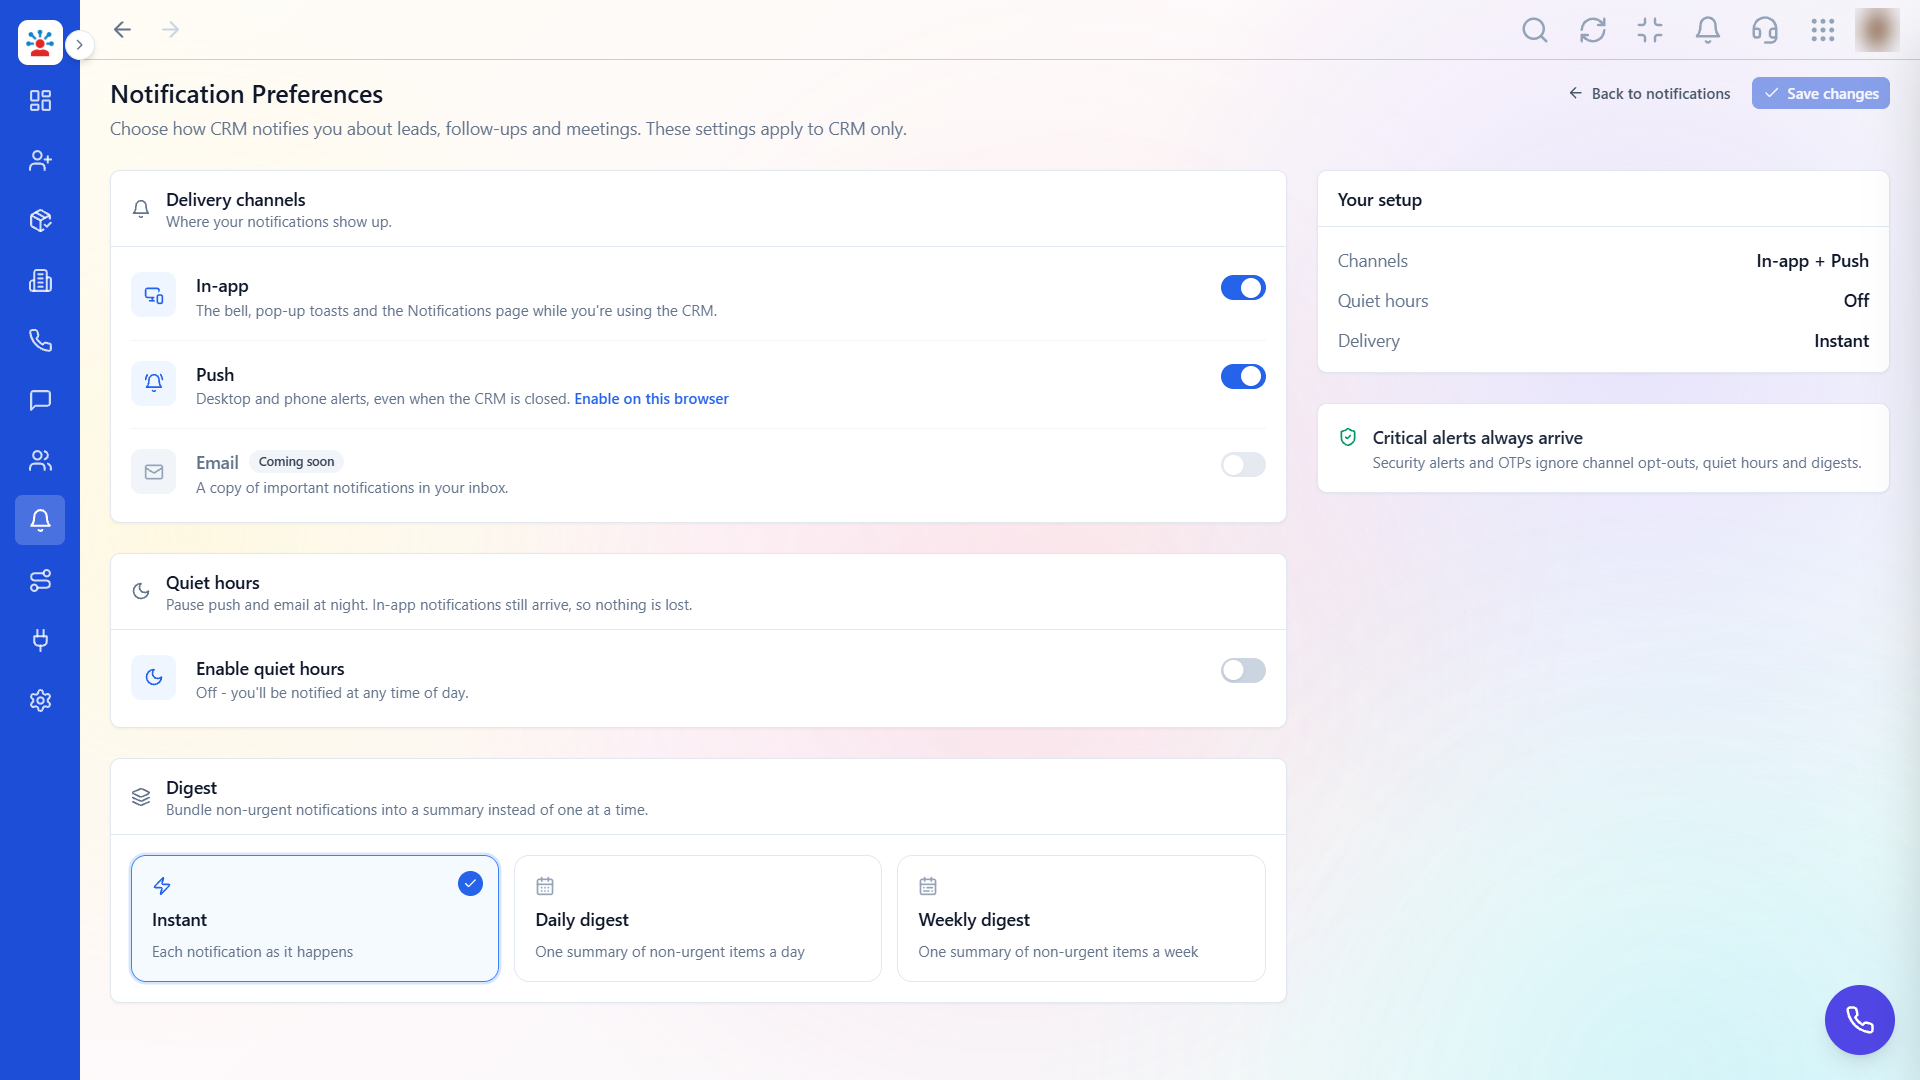 Notification Preferences
Choose how CRM notifies you about leads, follow-ups and meetings. These settings apply to CRM only.
Back to notifications
Save changes
Delivery channels
Where your notifications show up.
In-app
The bell, pop-up toasts and the Notifications page while you're using the CRM.
Push
Desktop and phone alerts, even when the CRM is closed. Enable on this browser
Email Coming soon
A copy of important notifications in your inbox.
Quiet hours
Pause push and email at night. In-app notifications still arrive, so nothing is lost.
Enable quiet hours
Off - you'll be notified at any time of day.
Digest
Bundle non-urgent notifications into a summary instead of one at a time.
Instant
Each notification as it happens
Daily digest
One summary of non-urgent items a day
Weekly digest
One summary of non-urgent items a week
Your setup
Channels In-app + Push
Quiet hours Off
Delivery Instant
Critical alerts always arrive
Security alerts and OTPs ignore channel opt-outs, quiet hours and digests.